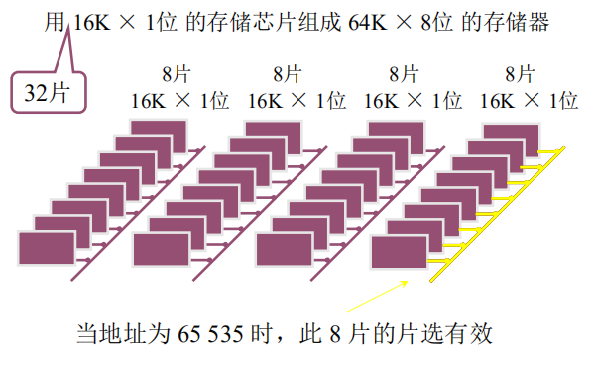 用 16K × 1位 的存储芯片组成 64K × 8位 的存储器
32片
8片 8片 8片 8片
16K × 1位 16K × 1位 16K × 1位 16K × 1位
当地址为 65 535 时，此 8 片的片选有效